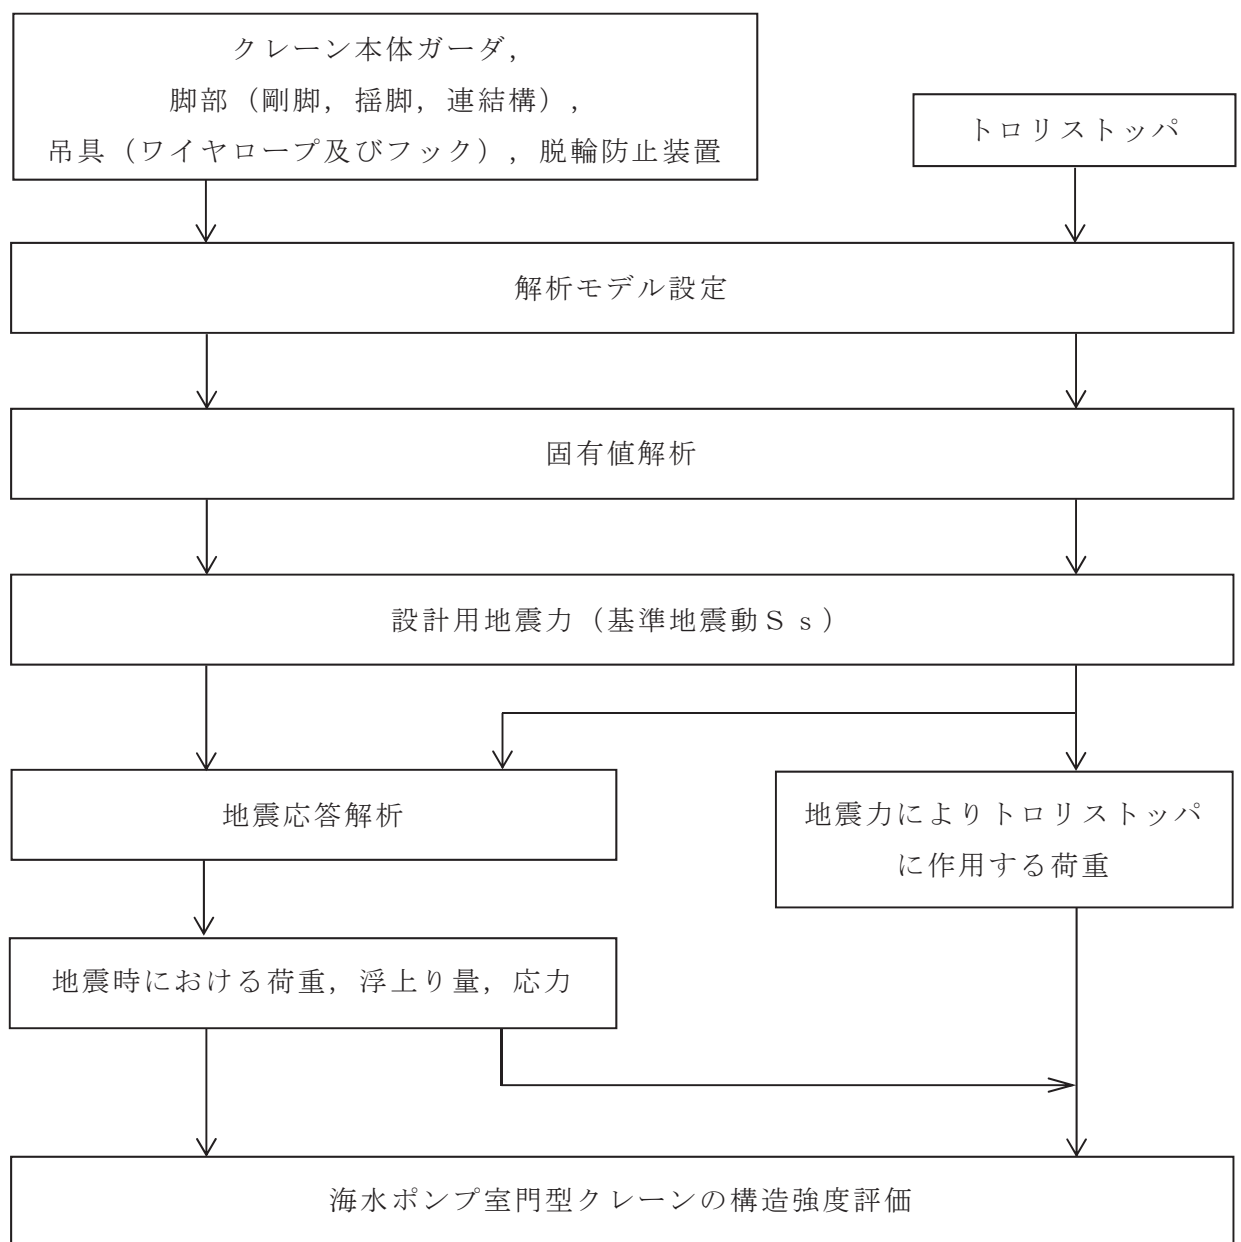 クレーン本体ガーダ，
脚部（剛脚，揺脚，連結構），
吊具（ワイヤロープ及びフック），脱輪防止装置
トロリストッパ
解析モデル設定
固有値解析
設計用地震力（基準地震動Ｓｓ）
地震応答解析
地震力によりトロリストッパ
に作用する荷重
地震時における荷重，浮上り量，応力
海水ポンプ室門型クレーンの構造強度評価